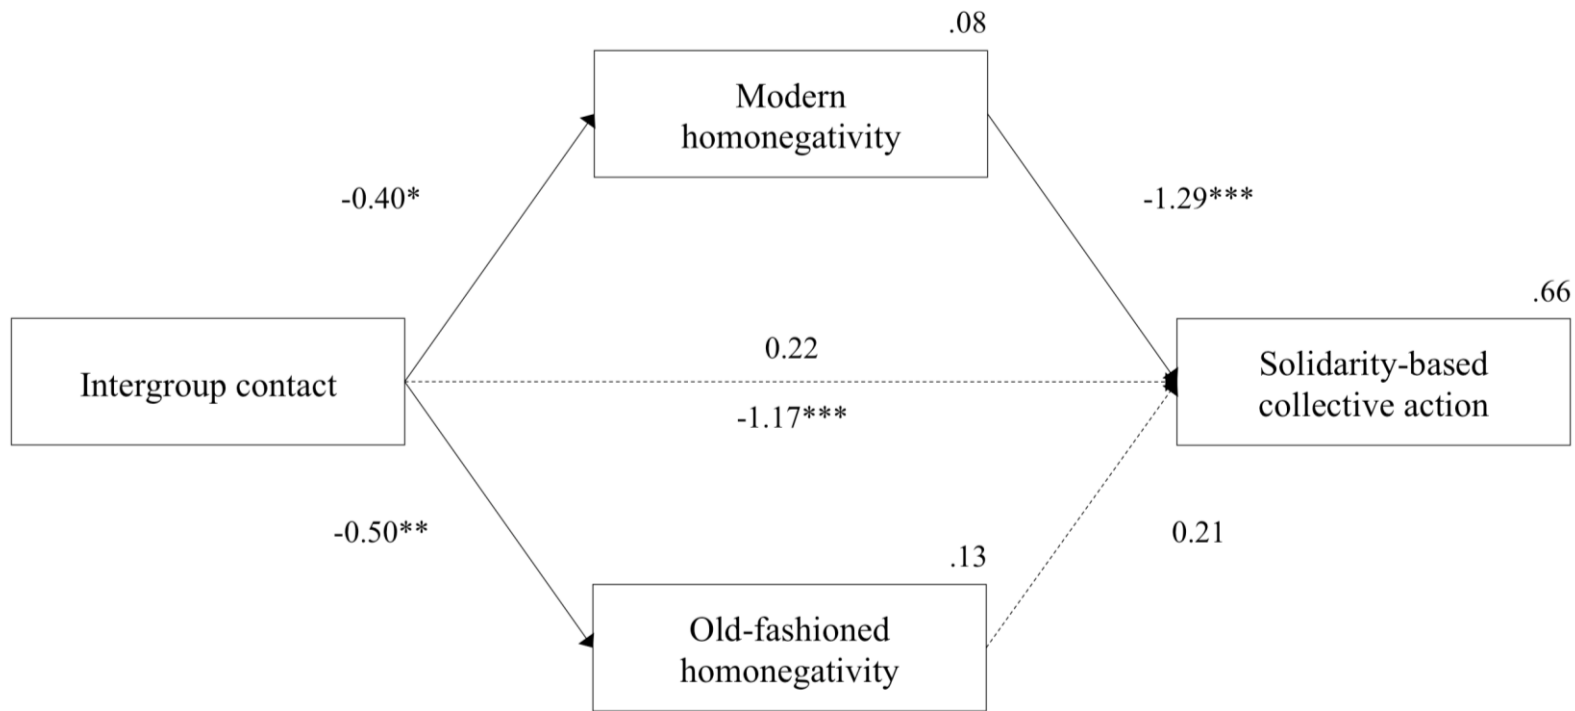 .08
Modern
homonegativity
-0.40*
-1.29***
.66
Intergroup contact
0.22
-1.17***
Solidarity-based
collective action
-0.50**
0.21
.13
Old-fashioned
homonegativity